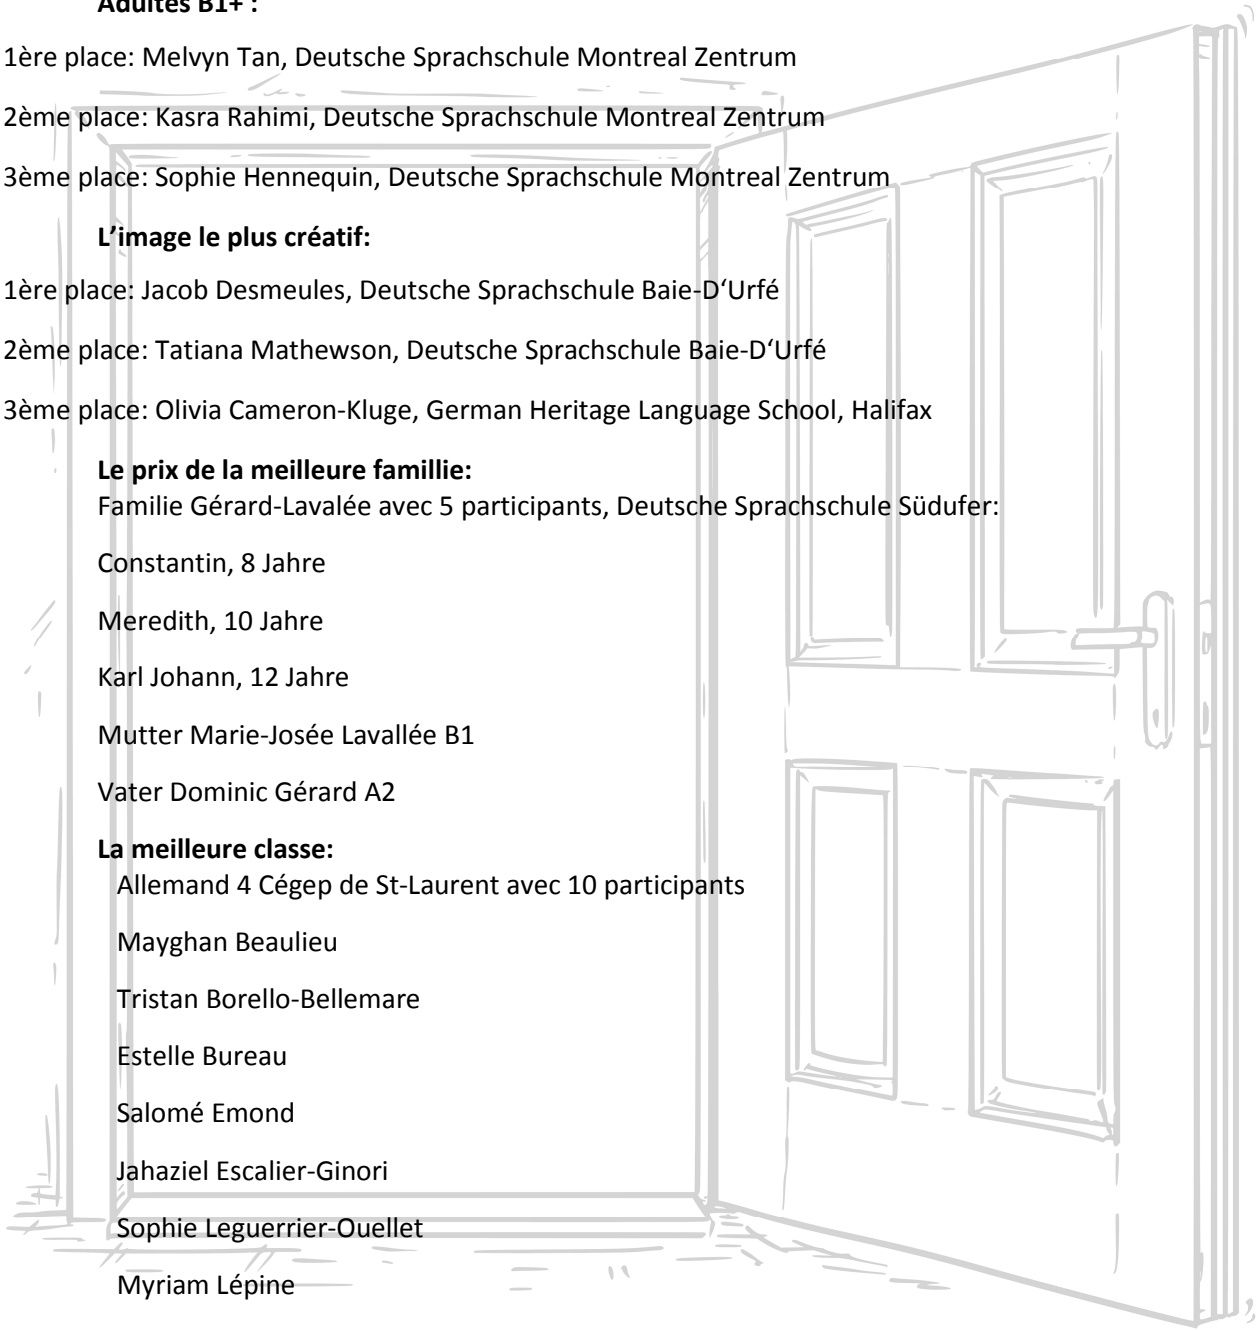 Adultes B1+ :
1ère place: Melvyn Tan, Deutsche Sprachschule Montreal Zentrum
2ème place: Kasra Rahimi, Deutsche Sprachschule Montreal Zentrum
3ème place: Sophie Hennequin, Deutsche Sprachschule Montreal Zentrum
L’image le plus créatif:
1ère place: Jacob Desmeules, Deutsche Sprachschule Baie-D‘Urfé
2ème place: Tatiana Mathewson, Deutsche Sprachschule Baie-D‘Urfé
3ème place: Olivia Cameron-Kluge, German Heritage Language School, Halifax
Le prix de la meilleure famillie:
Familie Gérard-Lavalée avec 5 participants, Deutsche Sprachschule Südufer:
Constantin, 8 Jahre
Meredith, 10 Jahre
Karl Johann, 12 Jahre
Mutter Marie-Josée Lavallée B1
Vater Dominic Gérard A2
La meilleure classe:
Allemand 4 Cégep de St-Laurent avec 10 participants
Mayghan Beaulieu
Tristan Borello-Bellemare
Estelle Bureau
Salomé Emond
Jahaziel Escalier-Ginori
Sophie Leguerrier-Ouellet
Myriam Lépine